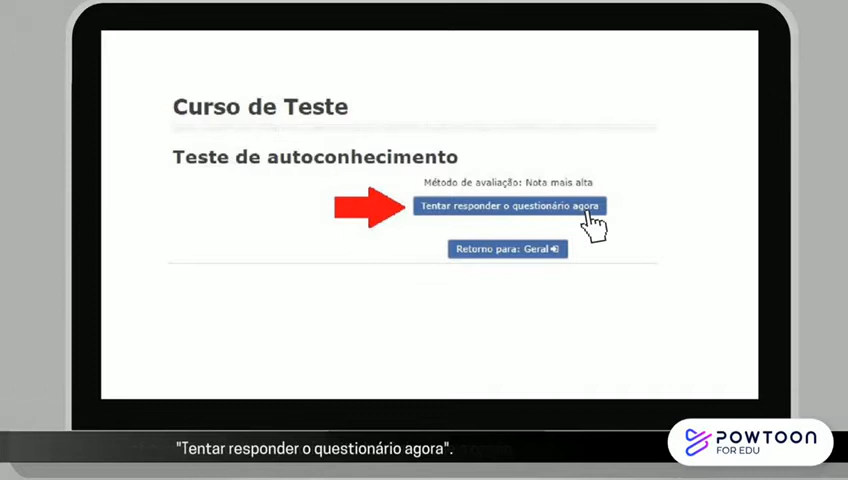 Curso de Teste
Teste de autoconhecimento
Método de avaliação: Nota mais alta
Tentar responder o questionário agora
Retorno para: Geral
"Tentar responder o questionário agora".
POWTOON
FOR EDU